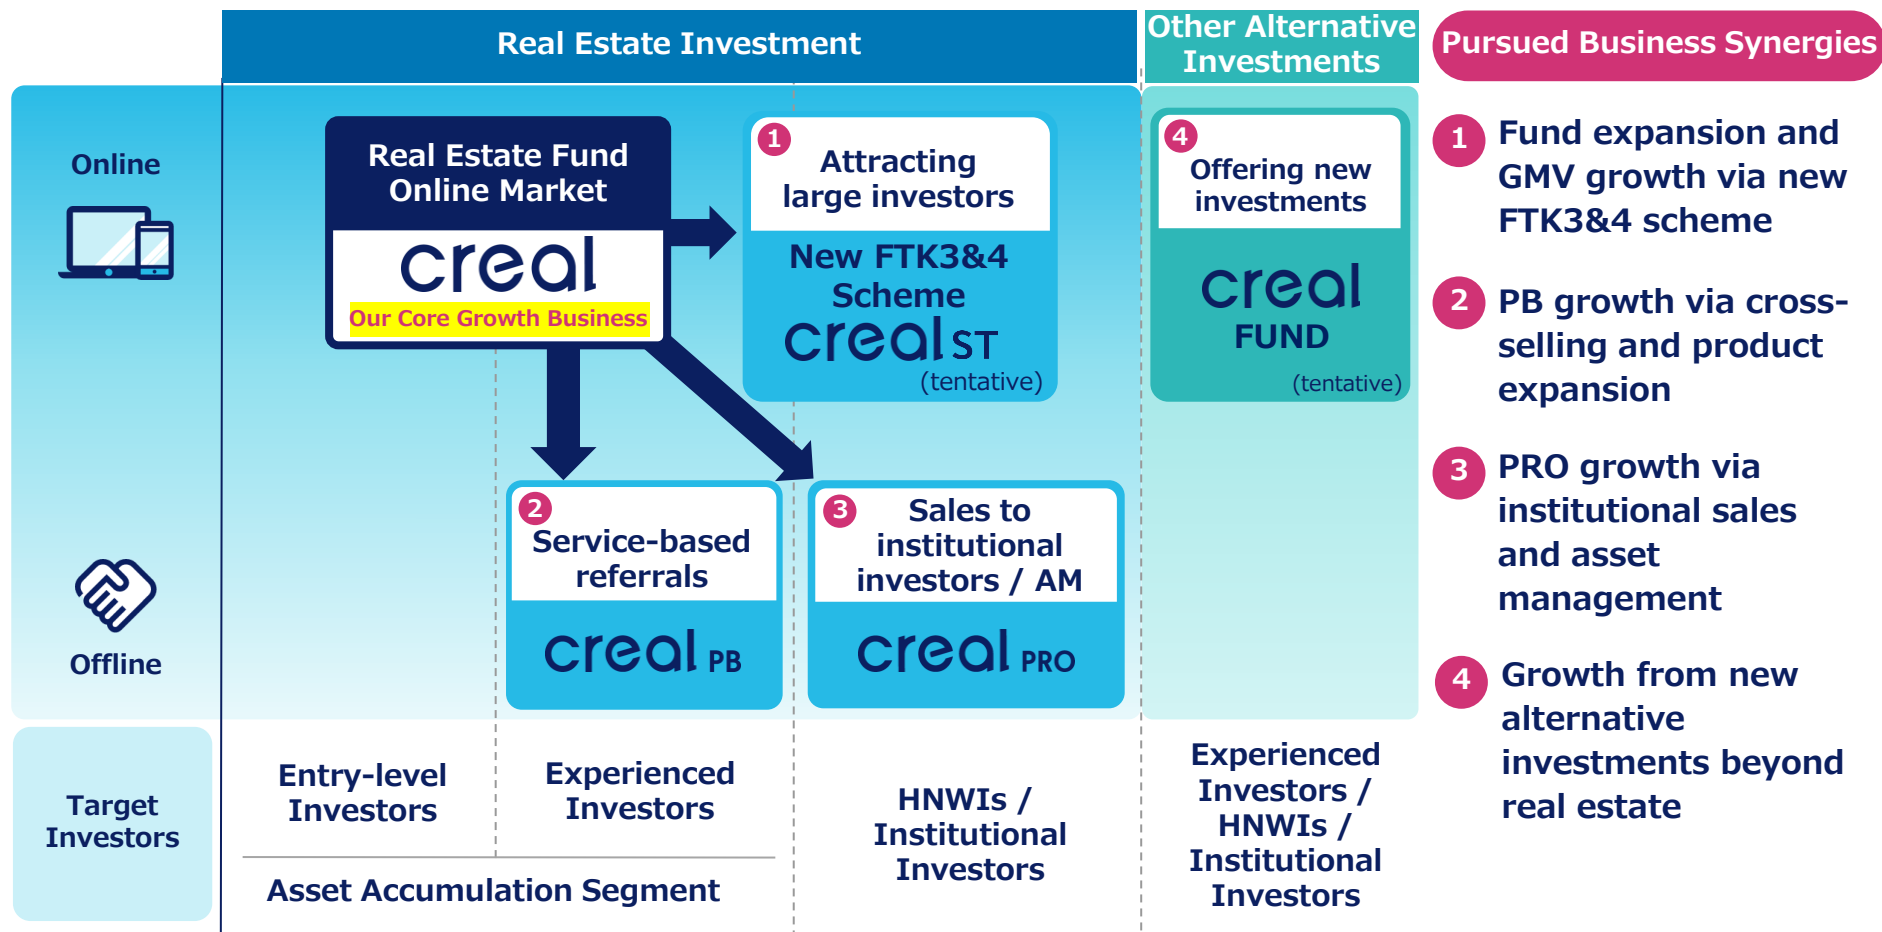 Real Estate Investment
Other Alternative
Investments
Pursued Business Synergies
Online
Real Estate Fund
Online Market
creal
Our Core Growth Business
1
Attracting
large investors
New FTK3&4
Scheme
creal ST
(tentative)
4
Offering new
investments
creal
FUND
(tentative)
2
Service-based
referrals
creal PB
3
Sales to
institutional
investors / AM
creal PRO
Offline
Target
Investors
Entry-level
Investors
Experienced
Investors
Asset Accumulation Segment
HNWIs /
Institutional
Investors
Experienced
Investors /
HNWIs /
Institutional
Investors
1
Fund expansion and
GMV growth via new
FTK3&4 scheme
2
PB growth via cross-
selling and product
expansion
3
PRO growth via
institutional sales
and asset
management
4
Growth from new
alternative
investments beyond
real estate